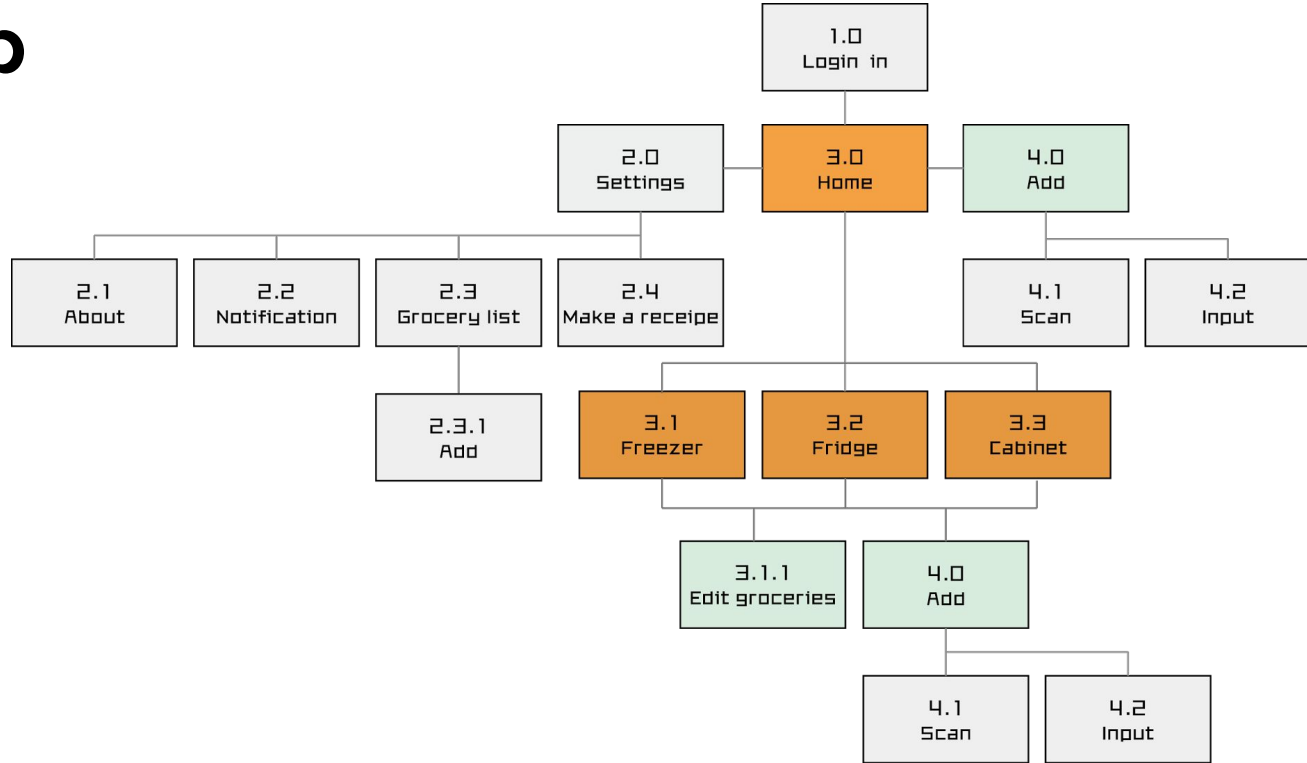 p
1.0
Login in
2.0
Settings
3.0
Home
4.0
Add
2.1
About
2.2
Notification
2.3
Grocery list
2.4
Make a receipe
4.1
Scan
4.2
Input
2.3.1
Add
3.1
Freezer
3.2
Fridge
3.3
Cabinet
3.1.1
Edit groceries
4.0
Add
4.1
Scan
4.2
Input